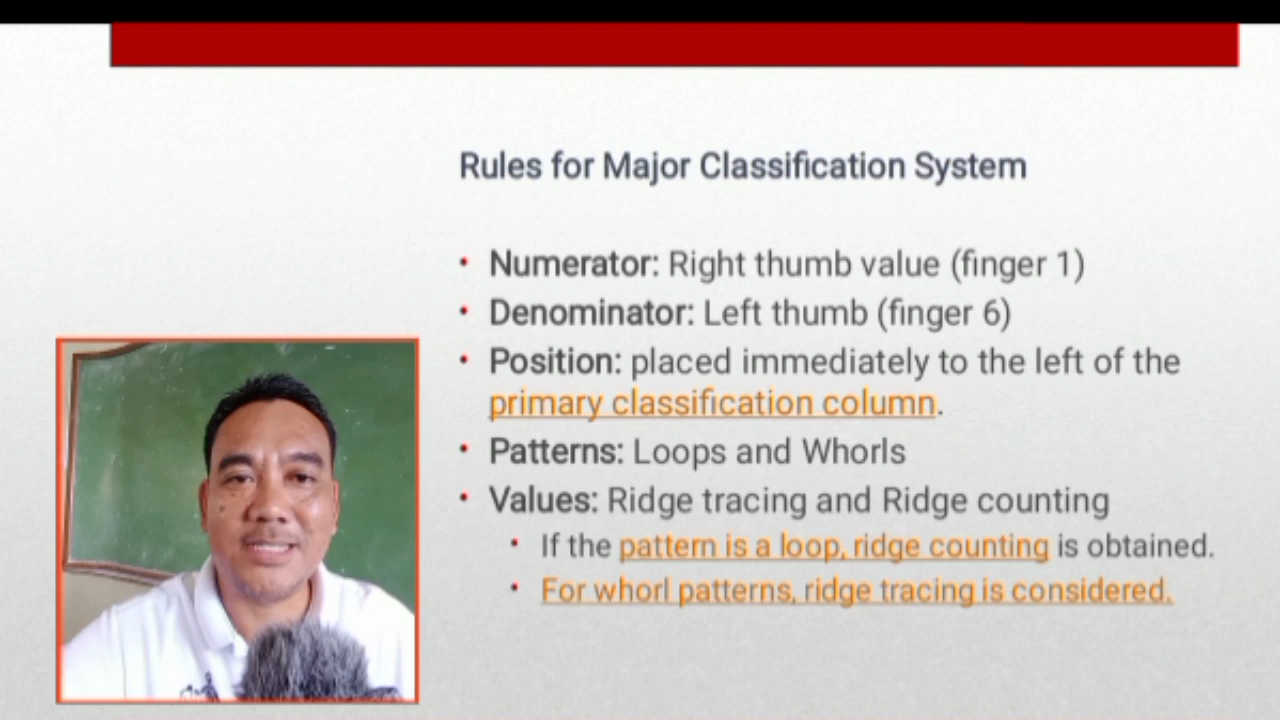 Rules for Major Classification System
• Numerator: Right thumb value (finger 1)
• Denominator: Left thumb (finger 6)
• Position: placed immediately to the left of the
primary classification column.
• Patterns: Loops and Whorls
• Values: Ridge tracing and Ridge counting
• If the pattern is a loop, ridge counting is obtained.
• For whorl patterns, ridge tracing is considered.